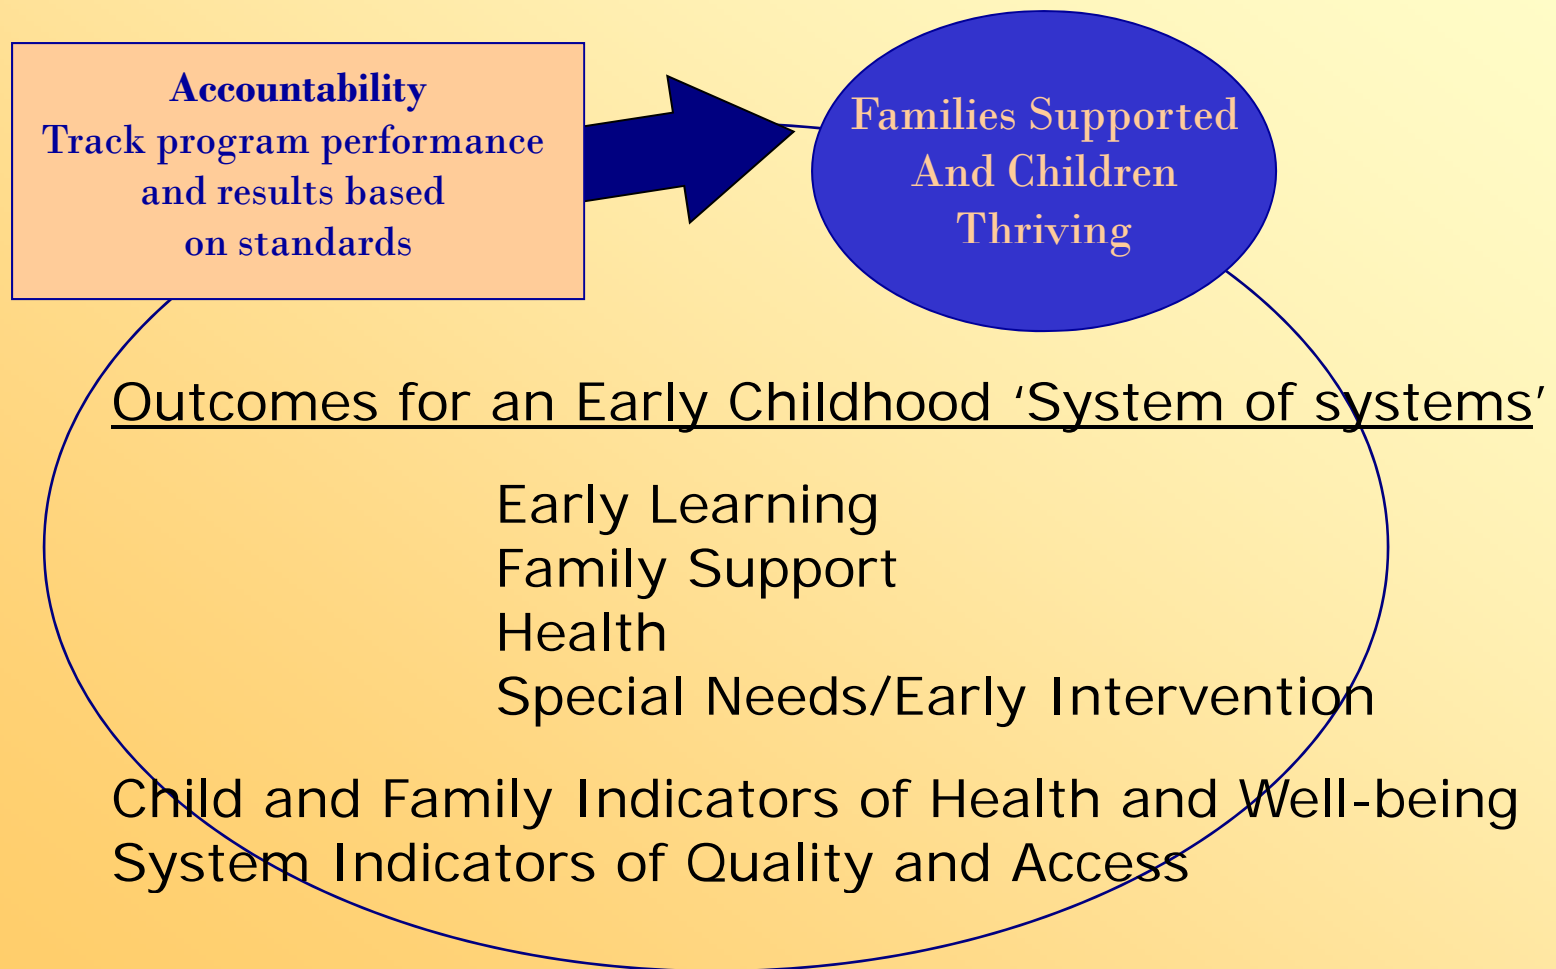 Accountability
Track program performance
and results based
on standards
Families Supported
And Children
Thriving
Outcomes for an Early Childhood ‘System of systems’
Early Learning
Family Support
Health
Special Needs/Early Intervention
Child and Family Indicators of Health and Well-being
System Indicators of Quality and Access